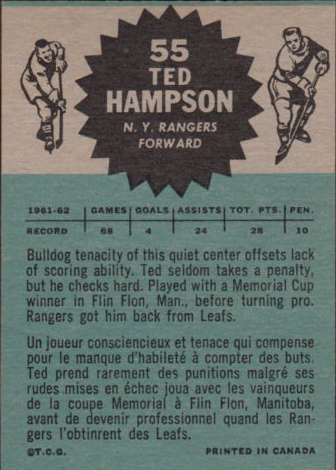 55
TED
HAMPSON
N. Y. RANGERS
FORWARD
1961-62 GAMES GOALS ASSISTS TOT. PTS. PEN.
RECORD 68 4 24 28 10
Bulldog tenacity of this quiet center offsets lack
of scoring ability. Ted seldom takes a penalty,
but he checks hard. Played with a Memorial Cup
winner in Flin Flon, Man., before turning pro.
Rangers got him back from Leafs.
Un joueur consciencieux et tenace qui compense
pour le manque d'habileté à compter des buts.
Ted prend rarement des punitions malgré ses
rudes mises en échec joua avec les vainqueurs
de la coupe Memorial à Flin Flon, Manitoba,
avant de devenir professionnel quand les Ran-
gers l'obtinrent des Leafs.
©T.C.G. PRINTED IN CANADA